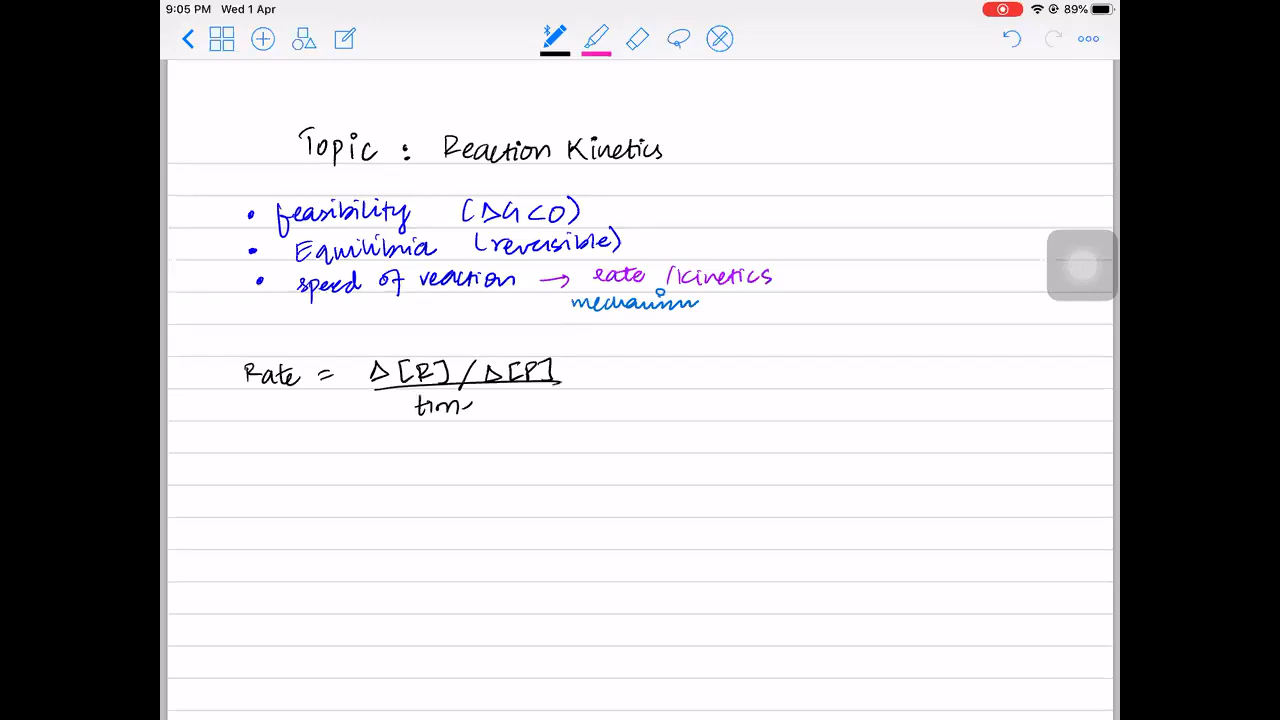 9:05 PM Wed 1 Apr
89%
Topic : Reaction Kinetics
• feasibility (ΔG<0)
• Equilibria (reversible)
• speed of reaction → rate /kinetics
mechanism
Rate = Δ[R] / Δ[P]
tim